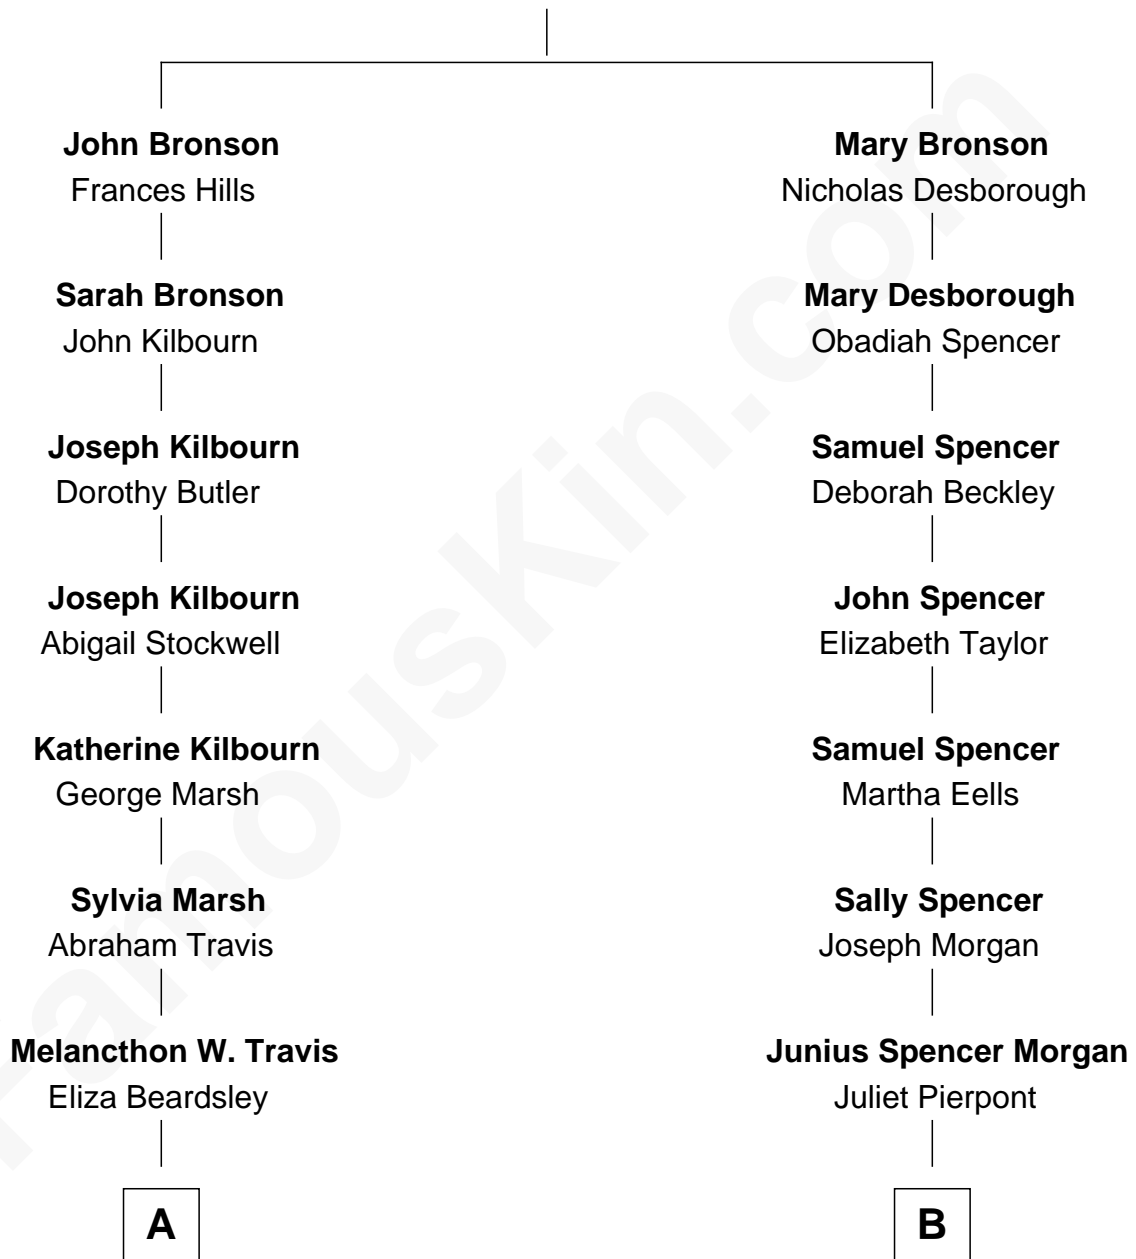 John Bronson
Frances Hills
Sarah Bronson
John Kilbourn
Joseph Kilbourn
Dorothy Butler
Joseph Kilbourn
Abigail Stockwell
Katherine Kilbourn
George Marsh
Sylvia Marsh
Abraham Travis
Melancthon W. Travis
Eliza Beardsley
A
Mary Bronson
Nicholas Desborough
Mary Desborough
Obadiah Spencer
Samuel Spencer
Deborah Beckley
John Spencer
Elizabeth Taylor
Samuel Spencer
Martha Eells
Sally Spencer
Joseph Morgan
Junius Spencer Morgan
Juliet Pierpont
B
FamousKin.com